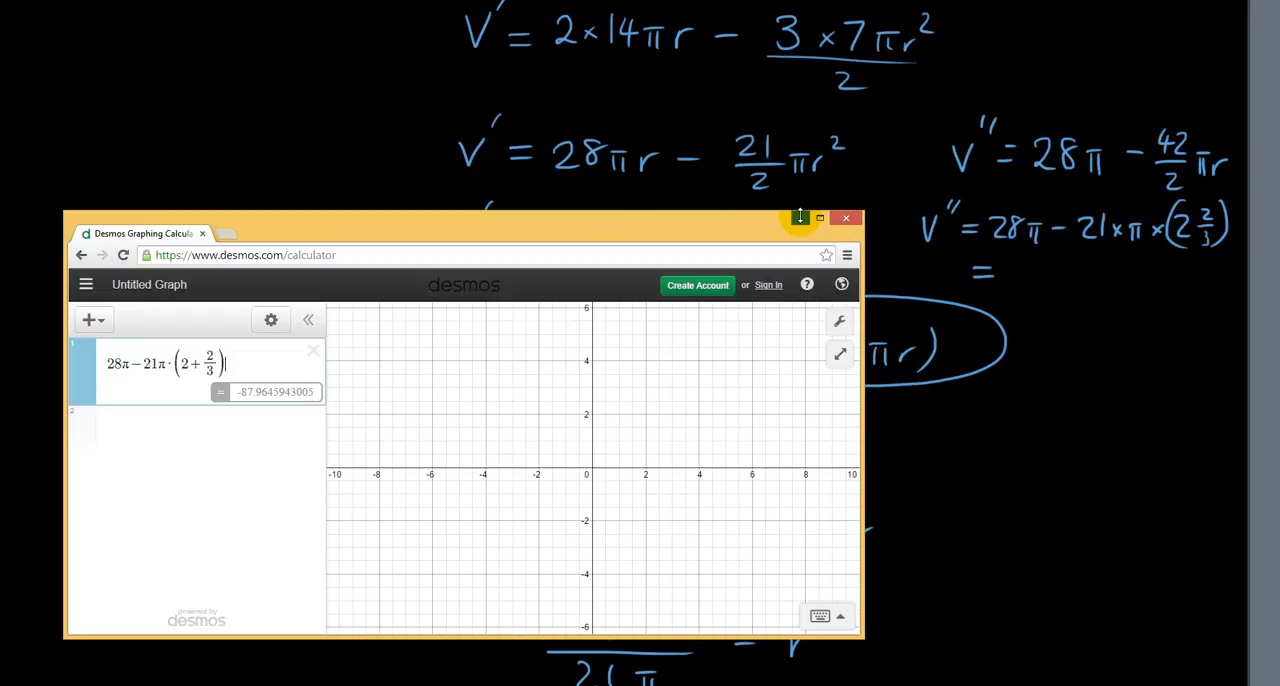 V′ = 2×14πr − 3×7πr²/2
V′ = 28πr − 21/2 πr²
V″ = 28π − 42/2 πr
V″ = 28π − 21×π×(2 2/3)
=
πr)
Desmos Graphing Calcula
https://www.desmos.com/calculator
Untitled Graph
desmos
Create Account or Sign In
1
28π−21π·(2+2/3)
= -87.9645943005
2
6
4
2
-10 -8 -6 -4 -2 0 2 4 6 8 10
-2
-4
-6
powered by
desmos
21π
= r